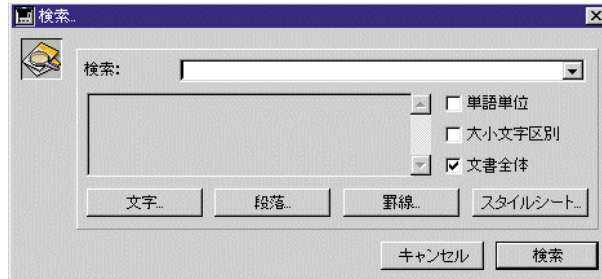 検索...
検索:
単語単位
大小文字区別
文書全体
文字... 段落... 罫線... スタイルシート...
キャンセル 検索